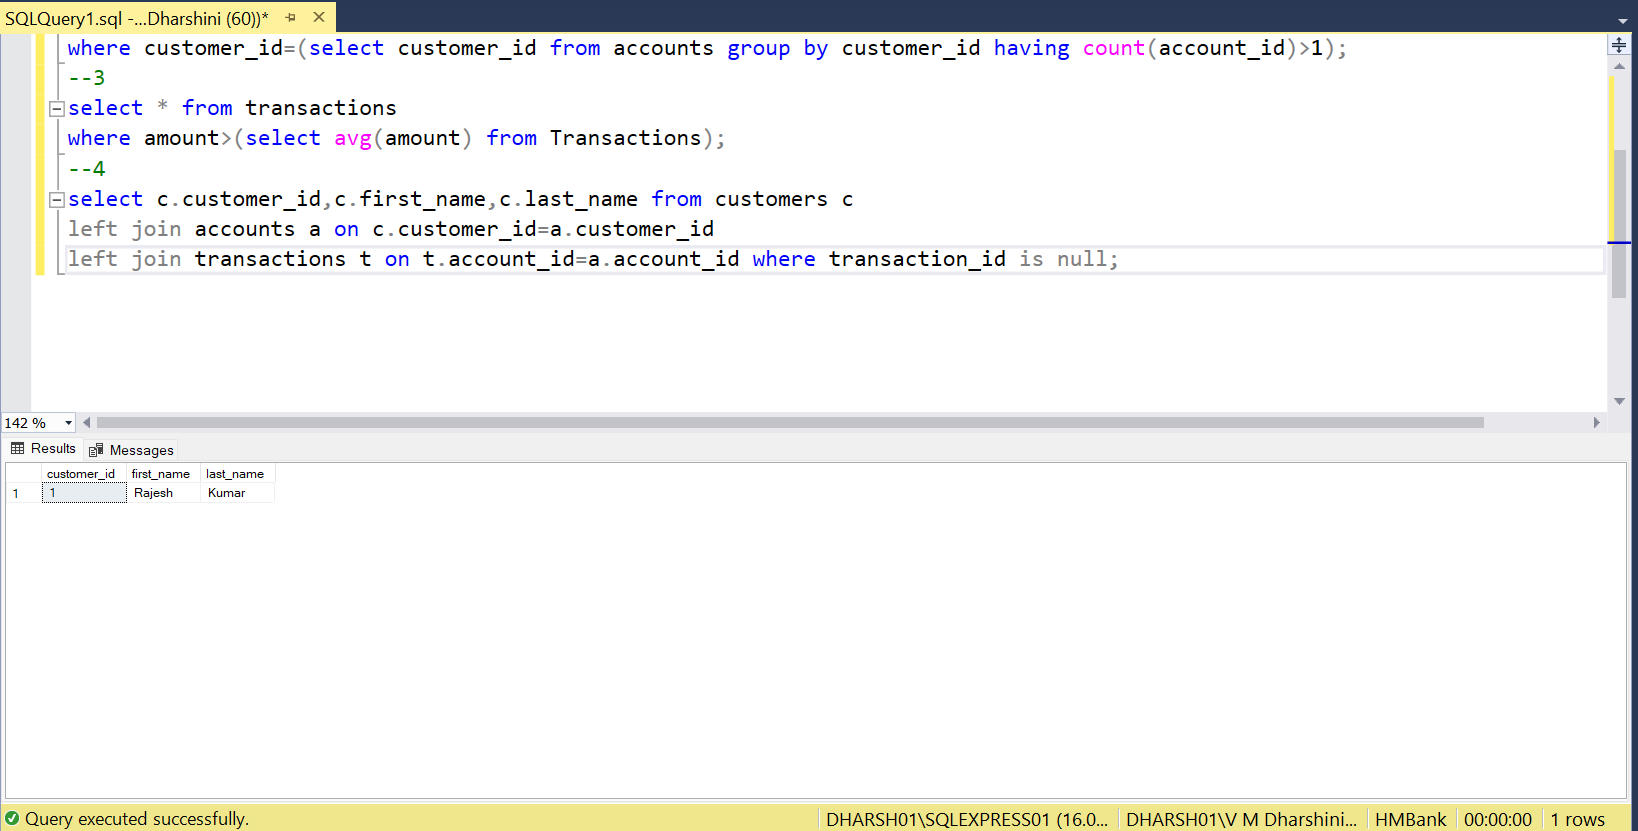 SQLQuery1.sql -...Dharshini (60))*
where customer_id=(select customer_id from accounts group by customer_id having count(account_id)>1);
--3
select * from transactions
where amount>(select avg(amount) from Transactions);
--4
select c.customer_id,c.first_name,c.last_name from customers c
left join accounts a on c.customer_id=a.customer_id
left join transactions t on t.account_id=a.account_id where transaction_id is null;
142 %
Results Messages
customer_id first_name last_name
1 1 Rajesh Kumar
Query executed successfully. DHARSH01\SQLEXPRESS01 (16.0... DHARSH01\V M Dharshini... HMBank 00:00:00 1 rows